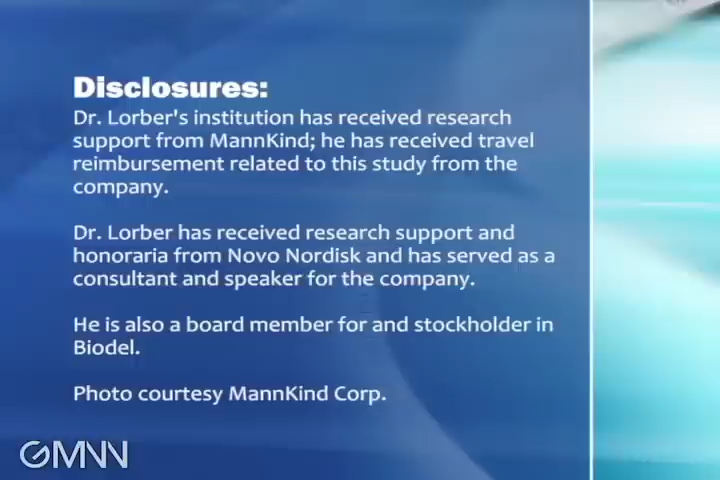 Disclosures:
Dr. Lorber's institution has received research
support from MannKind; he has received travel
reimbursement related to this study from the
company.
Dr. Lorber has received research support and
honoraria from Novo Nordisk and has served as a
consultant and speaker for the company.
He is also a board member for and stockholder in
Biodel.
Photo courtesy MannKind Corp.
GMNN